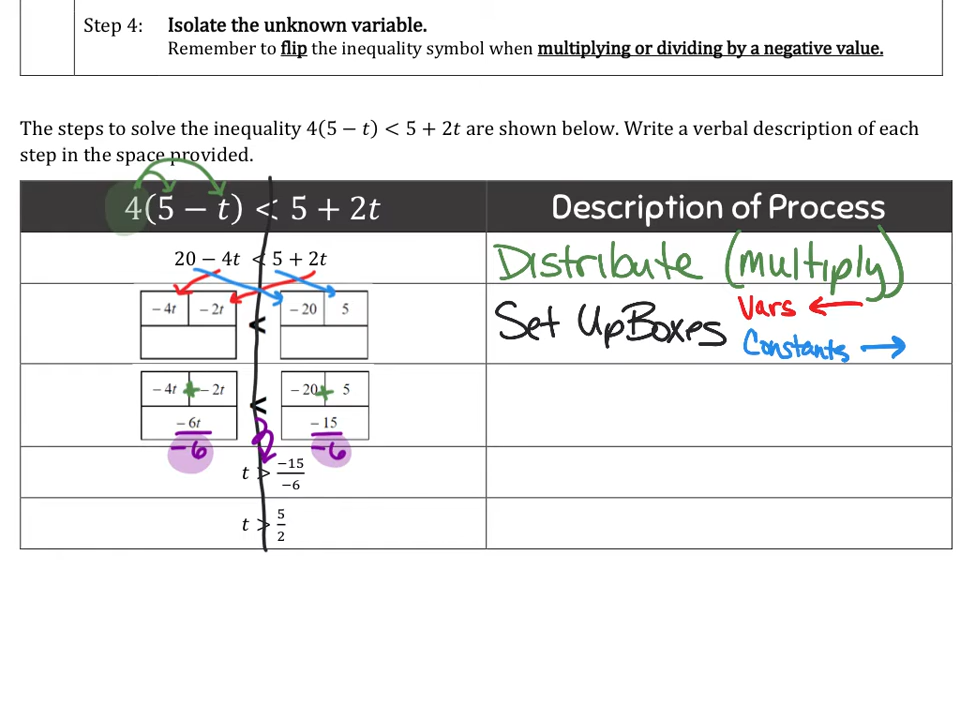 Step 4: Isolate the unknown variable.
Remember to flip the inequality symbol when multiplying or dividing by a negative value.
The steps to solve the inequality 4(5 − t) < 5 + 2t are shown below. Write a verbal description of each
step in the space provided.
4(5 − t) < 5 + 2t Description of Process
20 − 4t < 5 + 2t Distribute (multiply)
− 4t − 2t < − 20 5 Set Up Boxes Vars ←
Constants →
− 4t + − 2t < − 20 + 5
− 6t − 15
−6 −6
t > −15/−6
t > 5/2